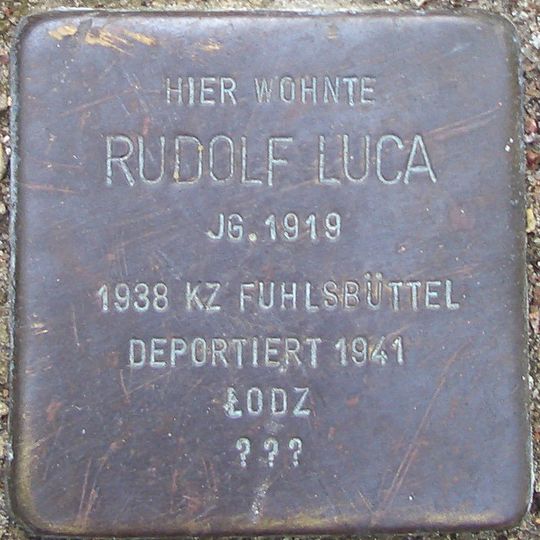 HIER WOHNTE
RUDOLF LUCA
JG. 1919
1938 KZ FUHLSBÜTTEL
DEPORTIERT 1941
ŁODZ
???